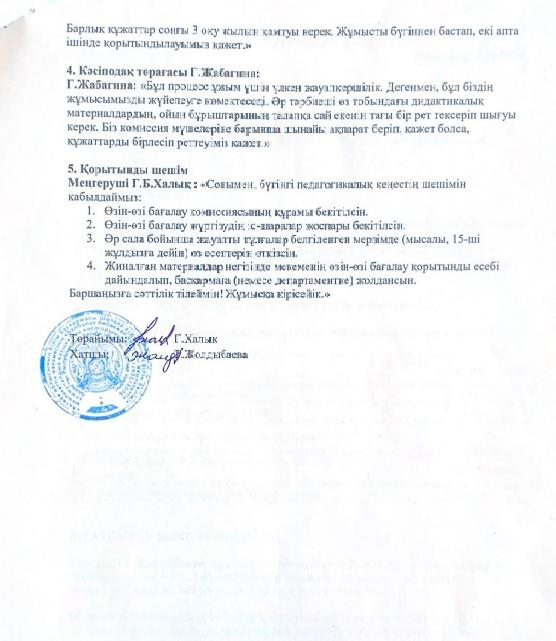 Барлық құжаттар соңғы 3 оқу жылын қамтуы керек. Жұмысты бүгіннен бастап, екі апта
ішінде қорытындылауымыз қажет.»
4. Кәсіподақ төрағасы Г.Жабагина:
Г.Жабагина: «Бұл процесс ұжым үшін үлкен жауапкершілік. Дегенмен, бұл біздің
жұмысымызды жүйелеуге көмектеседі. Әр тәрбиеші өз тобындағы дидактикалық
материалдардың, ойын бұрыштарының талапқа сай екенін тағы бір рет тексеріп шығуы
керек. Біз комиссия мүшелеріне барынша шынайы ақпарат беріп, қажет болса,
құжаттарды бірлесіп реттеуіміз қажет.»
5. Қорытынды шешім
Меңгеруші Г.Б.Халық : «Сонымен, бүгінгі педагогикалық кеңестің шешімін
қабылдаймыз:
1. Өзін-өзі бағалау комиссиясының құрамы бекітілсін.
2. Өзін-өзі бағалау жүргізудің іс-шаралар жоспары бекітілсін.
3. Әр сала бойынша жауапты тұлғалар белгіленген мерзімде (мысалы, 15-ші
жұлдызға дейін) өз есептерін өткізсін.
4. Жиналған материалдар негізінде мекеменің өзін-өзі бағалау қорытынды есебі
дайындалып, басқармаға (немесе департаментке) жолдансын.
Баршаңызға сәттілік тілеймін! Жұмысқа кірісейік.»
Төрайымы: Г.Халык
Хатшы: Жолдыбаева